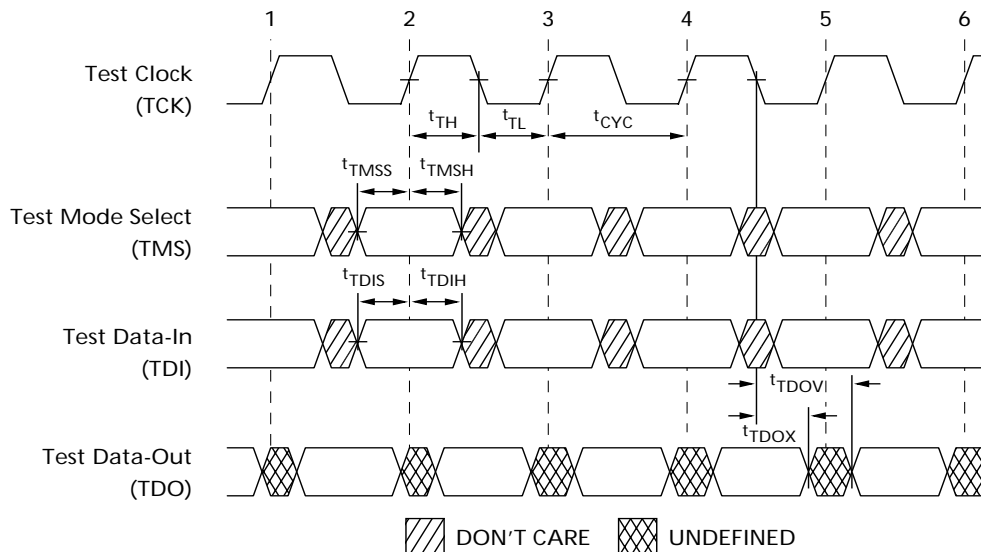 1 2 3 4 5 6
Test Clock
(TCK)
tTH tTL tCYC
tTMSS tTMSH
Test Mode Select
(TMS)
tTDIS tTDIH
Test Data-In
(TDI)
tTDOV
tTDOX
Test Data-Out
(TDO)
DON'T CARE UNDEFINED